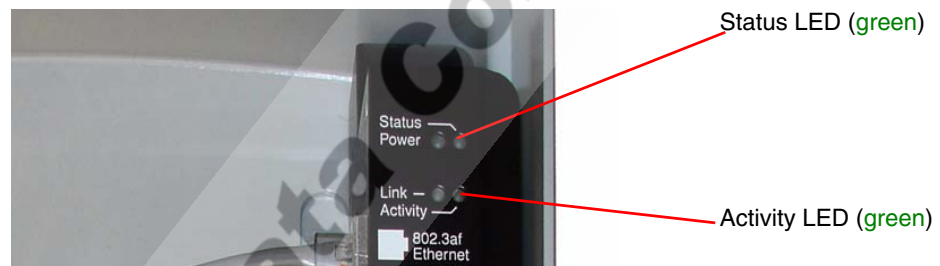 Status LED (green)
Status
Power
Link
Activity
Activity LED (green)
802.3af
Ethernet